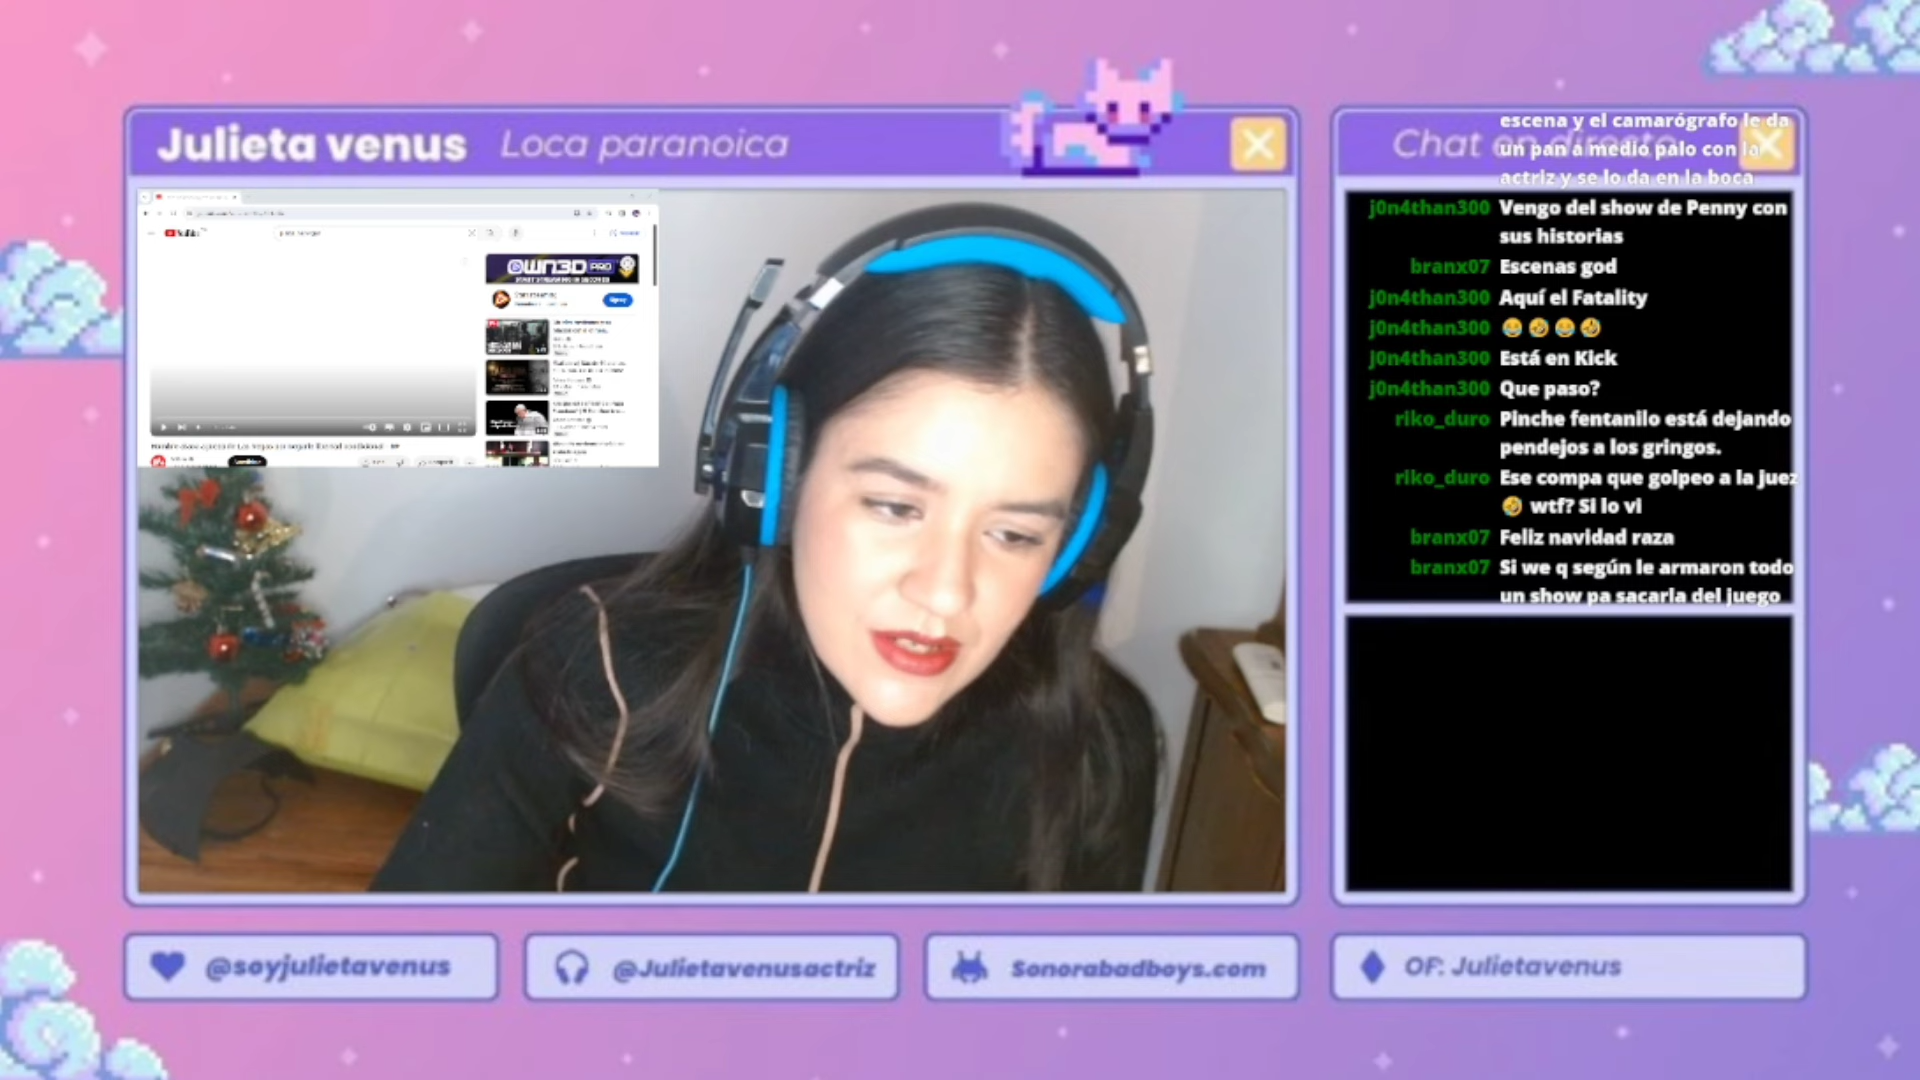 Julieta venus Loca paranoica
YouTube
OWN3D PRO
Chat en directo
escena y el camarógrafo le da
un pan a medio palo con la
actriz y se lo da en la boca
j0n4than300 Vengo del show de Penny con
sus historias
branx07 Escenas god
j0n4than300 Aquí el Fatality
j0n4than300 😂🤣😂🤣
j0n4than300 Está en Kick
j0n4than300 Que paso?
riko_duro Pinche fentanilo está dejando
pendejos a los gringos.
riko_duro Ese compa que golpeo a la juez
🤣 wtf? Si lo vi
branx07 Feliz navidad raza
branx07 Si we q según le armaron todo
un show pa sacarla del juego
@soyjulietavenus
@Julietavenusactriz
Sonorabadboys.com
OF: Julietavenus